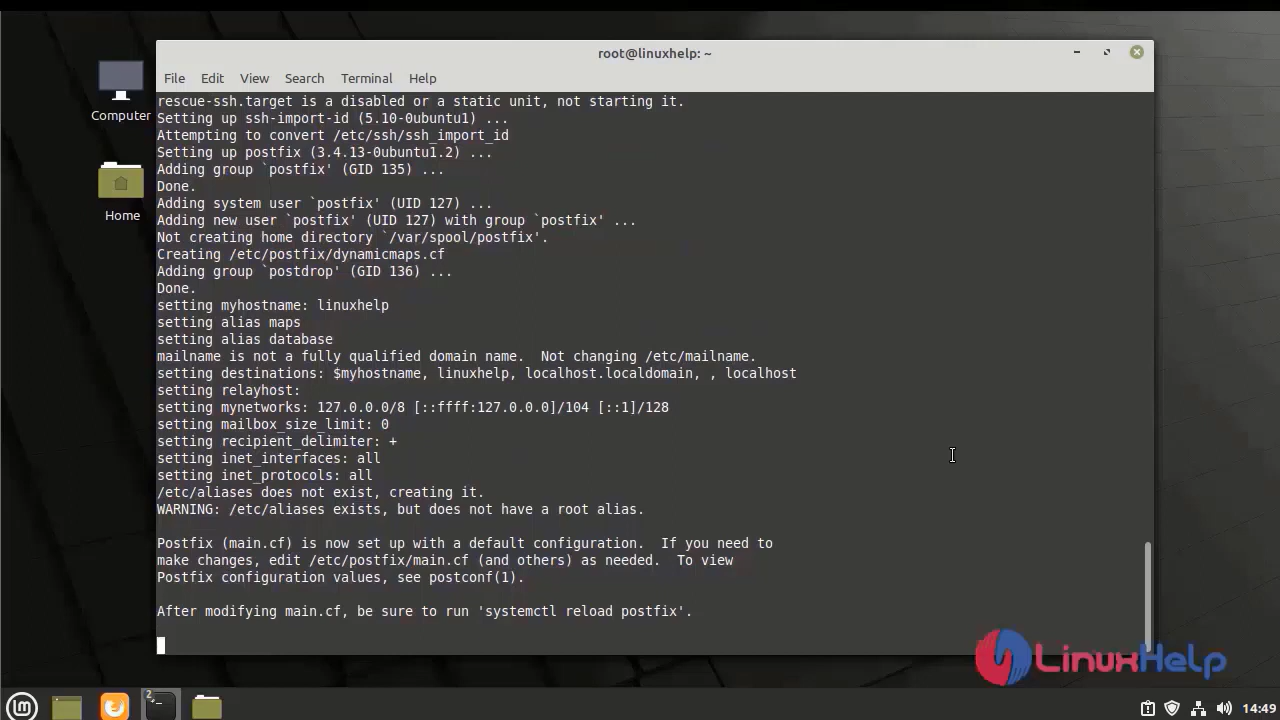 root@linuxhelp: ~
File Edit View Search Terminal Help
Computer
Home
rescue-ssh.target is a disabled or a static unit, not starting it.
Setting up ssh-import-id (5.10-0ubuntu1) ...
Attempting to convert /etc/ssh/ssh_import_id
Setting up postfix (3.4.13-0ubuntu1.2) ...
Adding group `postfix' (GID 135) ...
Done.
Adding system user `postfix' (UID 127) ...
Adding new user `postfix' (UID 127) with group `postfix' ...
Not creating home directory `/var/spool/postfix'.
Creating /etc/postfix/dynamicmaps.cf
Adding group `postdrop' (GID 136) ...
Done.
setting myhostname: linuxhelp
setting alias maps
setting alias database
mailname is not a fully qualified domain name.  Not changing /etc/mailname.
setting destinations: $myhostname, linuxhelp, localhost.localdomain, , localhost
setting relayhost:
setting mynetworks: 127.0.0.0/8 [::ffff:127.0.0.0]/104 [::1]/128
setting mailbox_size_limit: 0
setting recipient_delimiter: +
setting inet_interfaces: all
setting inet_protocols: all
/etc/aliases does not exist, creating it.
WARNING: /etc/aliases exists, but does not have a root alias.
Postfix (main.cf) is now set up with a default configuration.  If you need to
make changes, edit /etc/postfix/main.cf (and others) as needed.  To view
Postfix configuration values, see postconf(1).
After modifying main.cf, be sure to run 'systemctl reload postfix'.
LinuxHelp
2
14:49